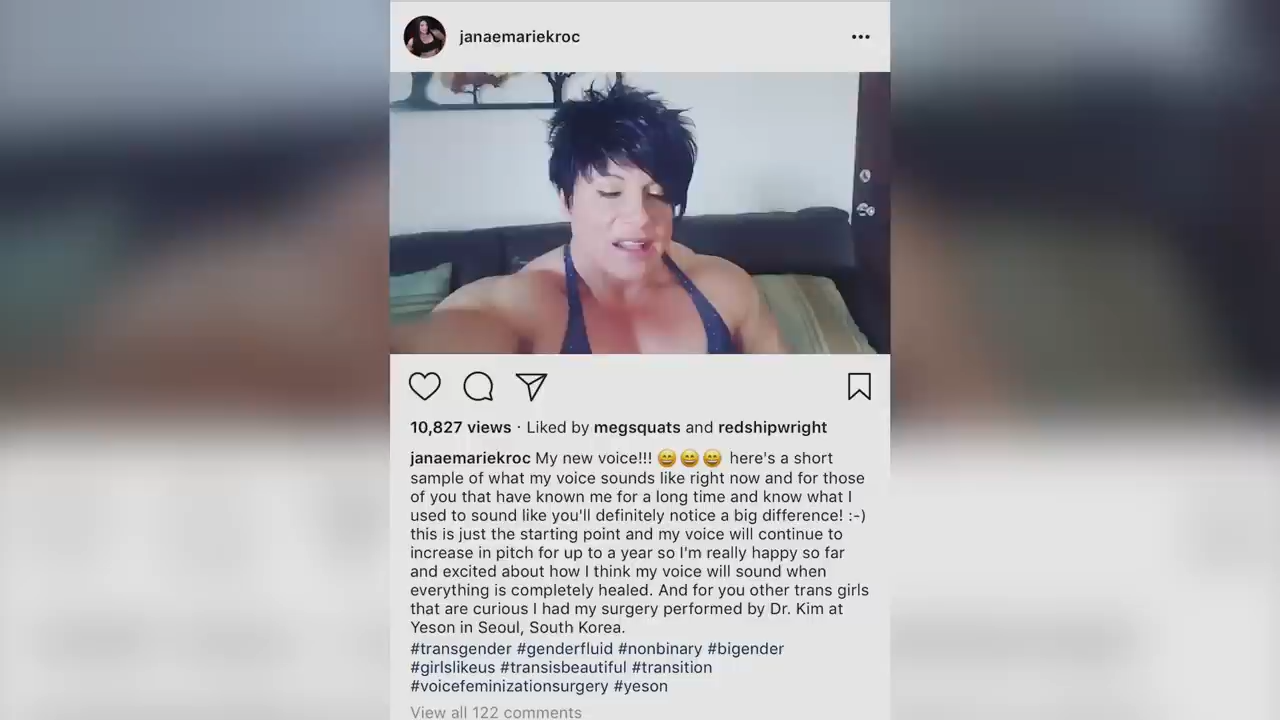 janaemariekroc
10,827 views · Liked by megsquats and redshipwright
janaemariekroc My new voice!!! 😄😄😄 here's a short
sample of what my voice sounds like right now and for those
of you that have known me for a long time and know what I
used to sound like you'll definitely notice a big difference! :-)
this is just the starting point and my voice will continue to
increase in pitch for up to a year so I'm really happy so far
and excited about how I think my voice will sound when
everything is completely healed. And for you other trans girls
that are curious I had my surgery performed by Dr. Kim at
Yeson in Seoul, South Korea.
#transgender #genderfluid #nonbinary #bigender
#girlslikeus #transisbeautiful #transition
#voicefeminizationsurgery #yeson
View all 122 comments